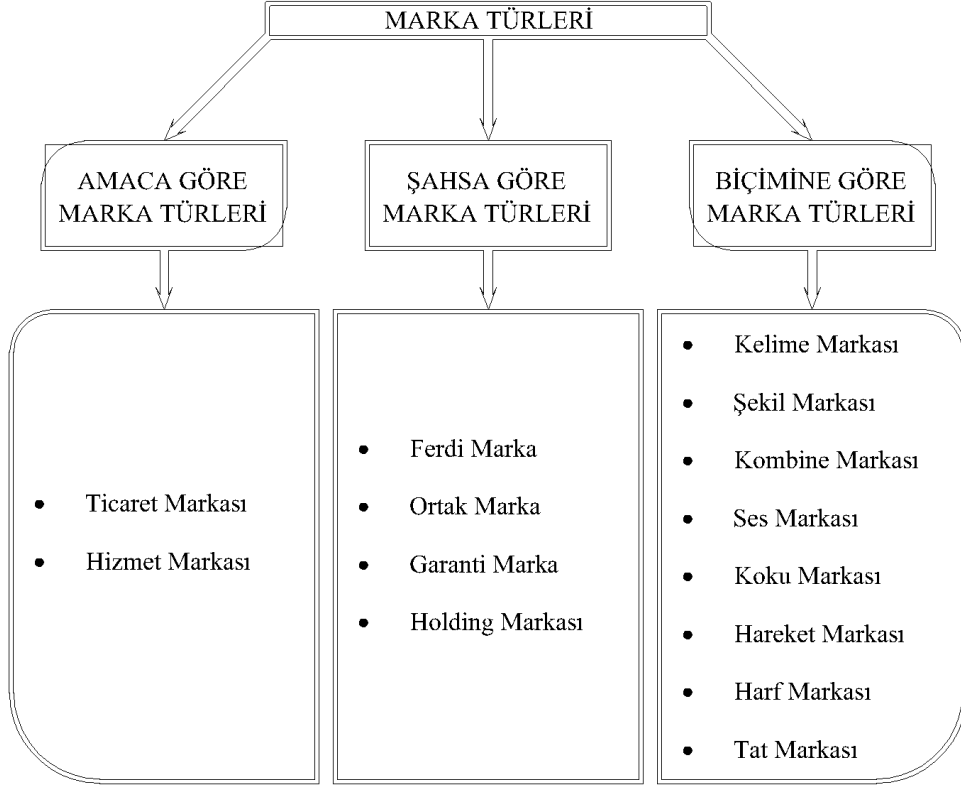 MARKA TÜRLERİ
AMACA GÖRE
MARKA TÜRLERİ
ŞAHSA GÖRE
MARKA TÜRLERİ
BİÇİMİNE GÖRE
MARKA TÜRLERİ
• Ticaret Markası
• Hizmet Markası
• Ferdi Marka
• Ortak Marka
• Garanti Marka
• Holding Markası
• Kelime Markası
• Şekil Markası
• Kombine Markası
• Ses Markası
• Koku Markası
• Hareket Markası
• Harf Markası
• Tat Markası